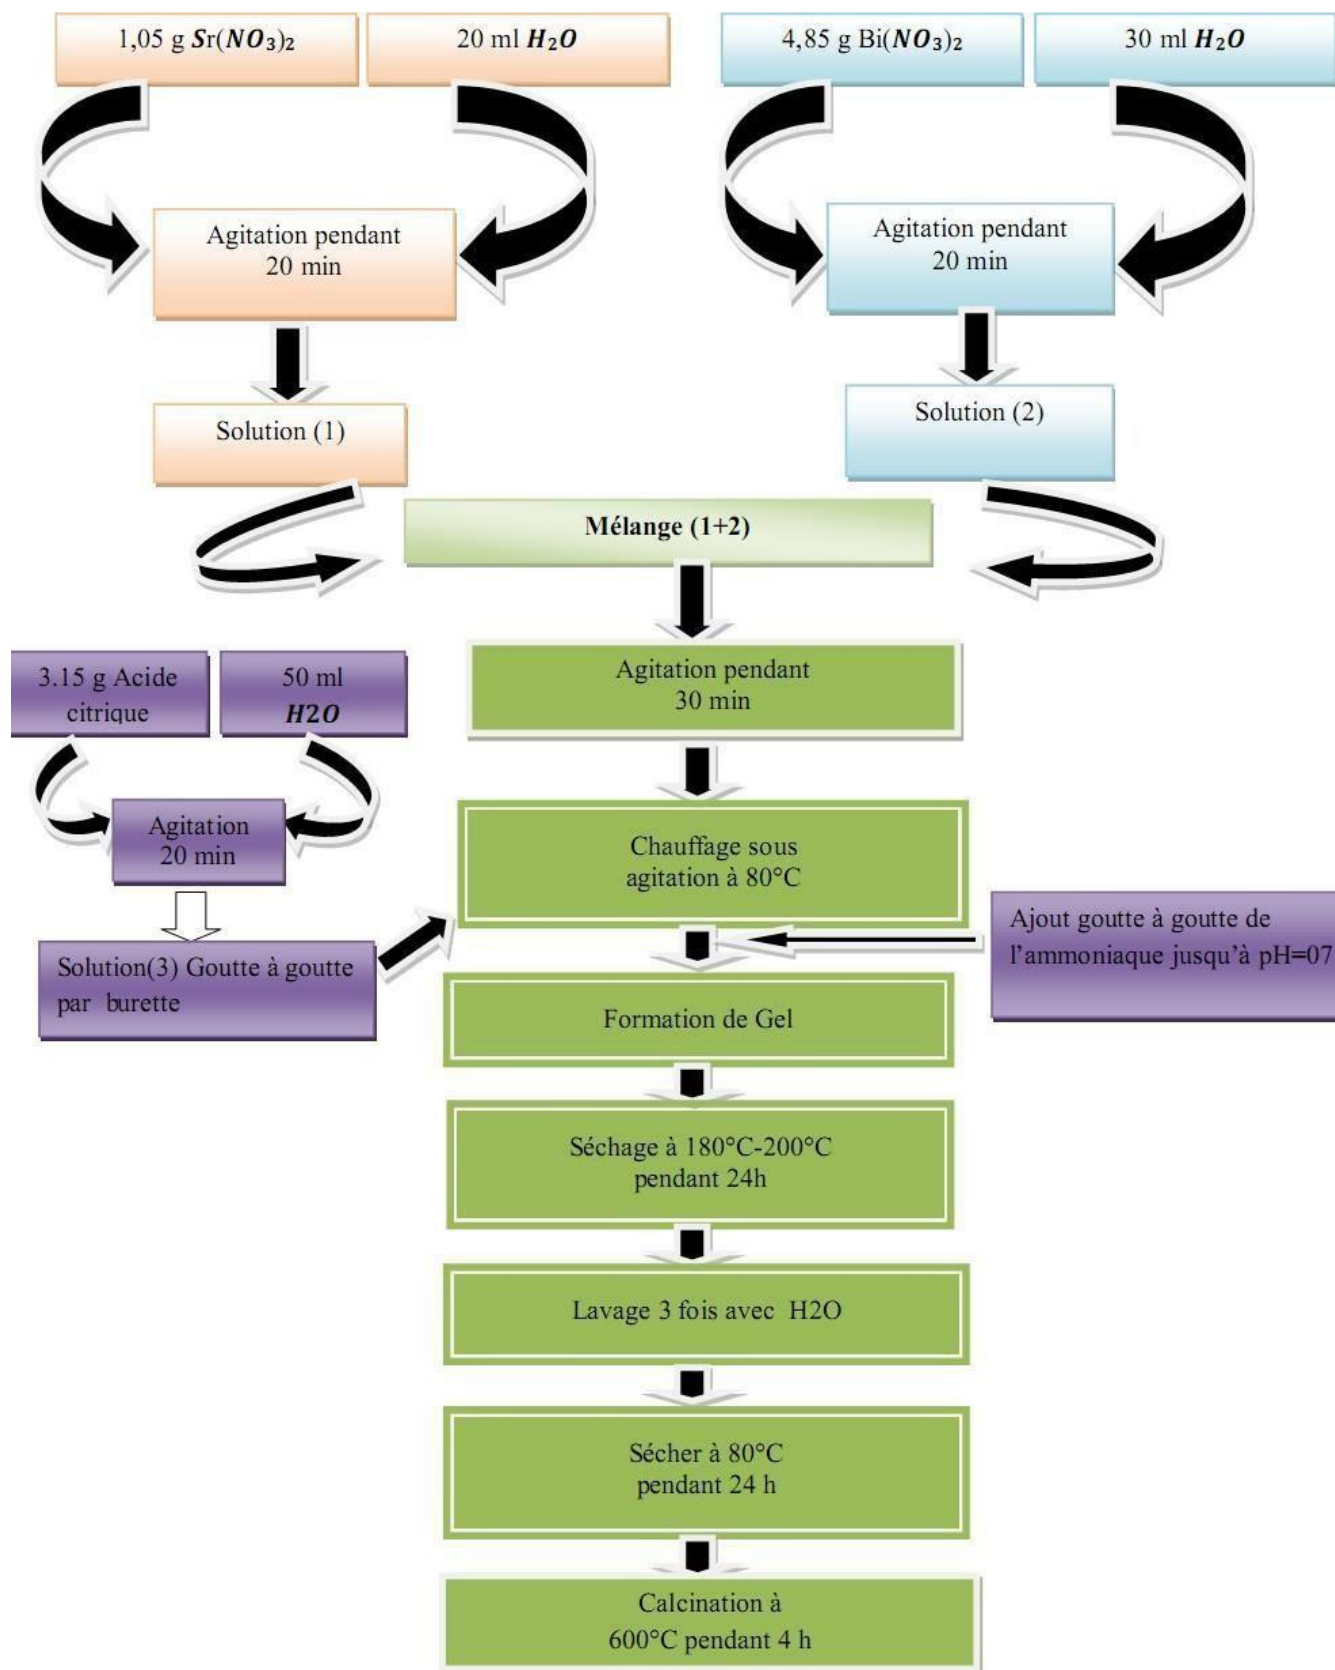 1,05 g Sr(NO₃)₂
20 ml H₂O
4,85 g Bi(NO₃)₂
30 ml H₂O
Agitation pendant
20 min
Agitation pendant
20 min
Solution (1)
Solution (2)
Mélange (1+2)
3.15 g Acide
citrique
50 ml
H2O
Agitation pendant
30 min
Agitation
20 min
Chauffage sous
agitation à 80°C
Solution(3) Goutte à goutte
par burette
Ajout goutte à goutte de
l’ammoniaque jusqu’à pH=07
Formation de Gel
Séchage à 180°C-200°C
pendant 24h
Lavage 3 fois avec H2O
Sécher à 80°C
pendant 24 h
Calcination à
600°C pendant 4 h